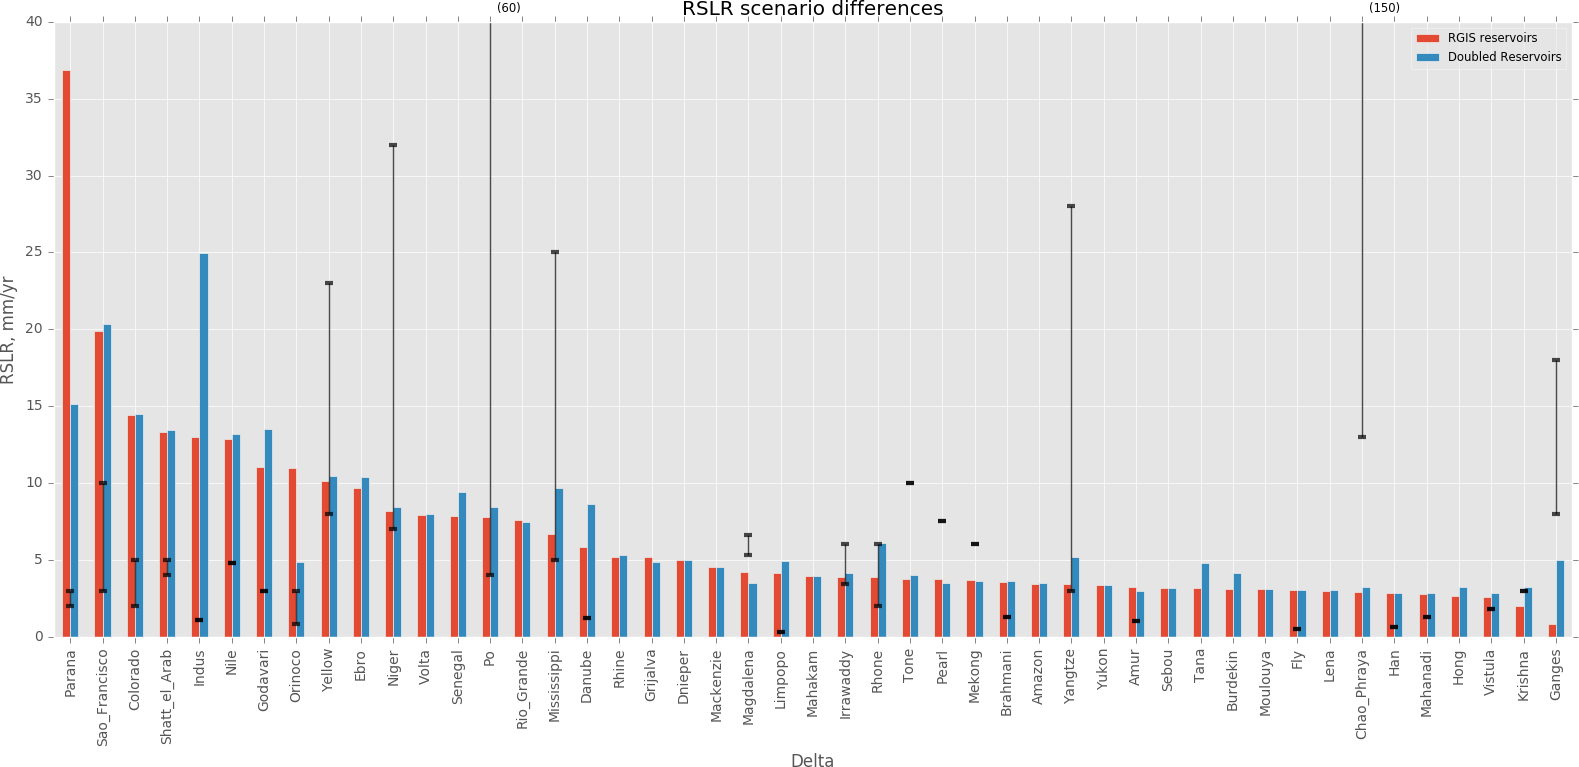 (60)
RSLR scenario differences
(150)
RGIS reservoirs
Doubled Reservoirs
RSLR, mm/yr
40
35
30
25
20
15
10
5
0
Parana
Sao_Francisco
Colorado
Shatt_el_Arab
Indus
Nile
Godavari
Orinoco
Yellow
Ebro
Niger
Volta
Senegal
Po
Rio_Grande
Mississippi
Danube
Rhine
Grijalva
Dnieper
Mackenzie
Magdalena
Limpopo
Mahakam
Irrawaddy
Rhone
Tone
Pearl
Mekong
Brahmani
Amazon
Yangtze
Yukon
Amur
Sebou
Tana
Burdekin
Moulouya
Fly
Lena
Chao_Phraya
Han
Mahanadi
Hong
Vistula
Krishna
Ganges
Delta